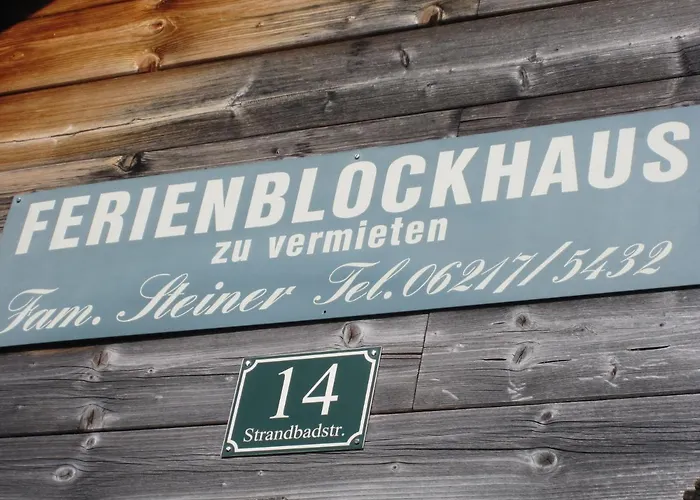 FERIENBLOCKHAUS
zu vermieten
Fam. Steiner Tel. 06217/5432
14
Strandbadstr.